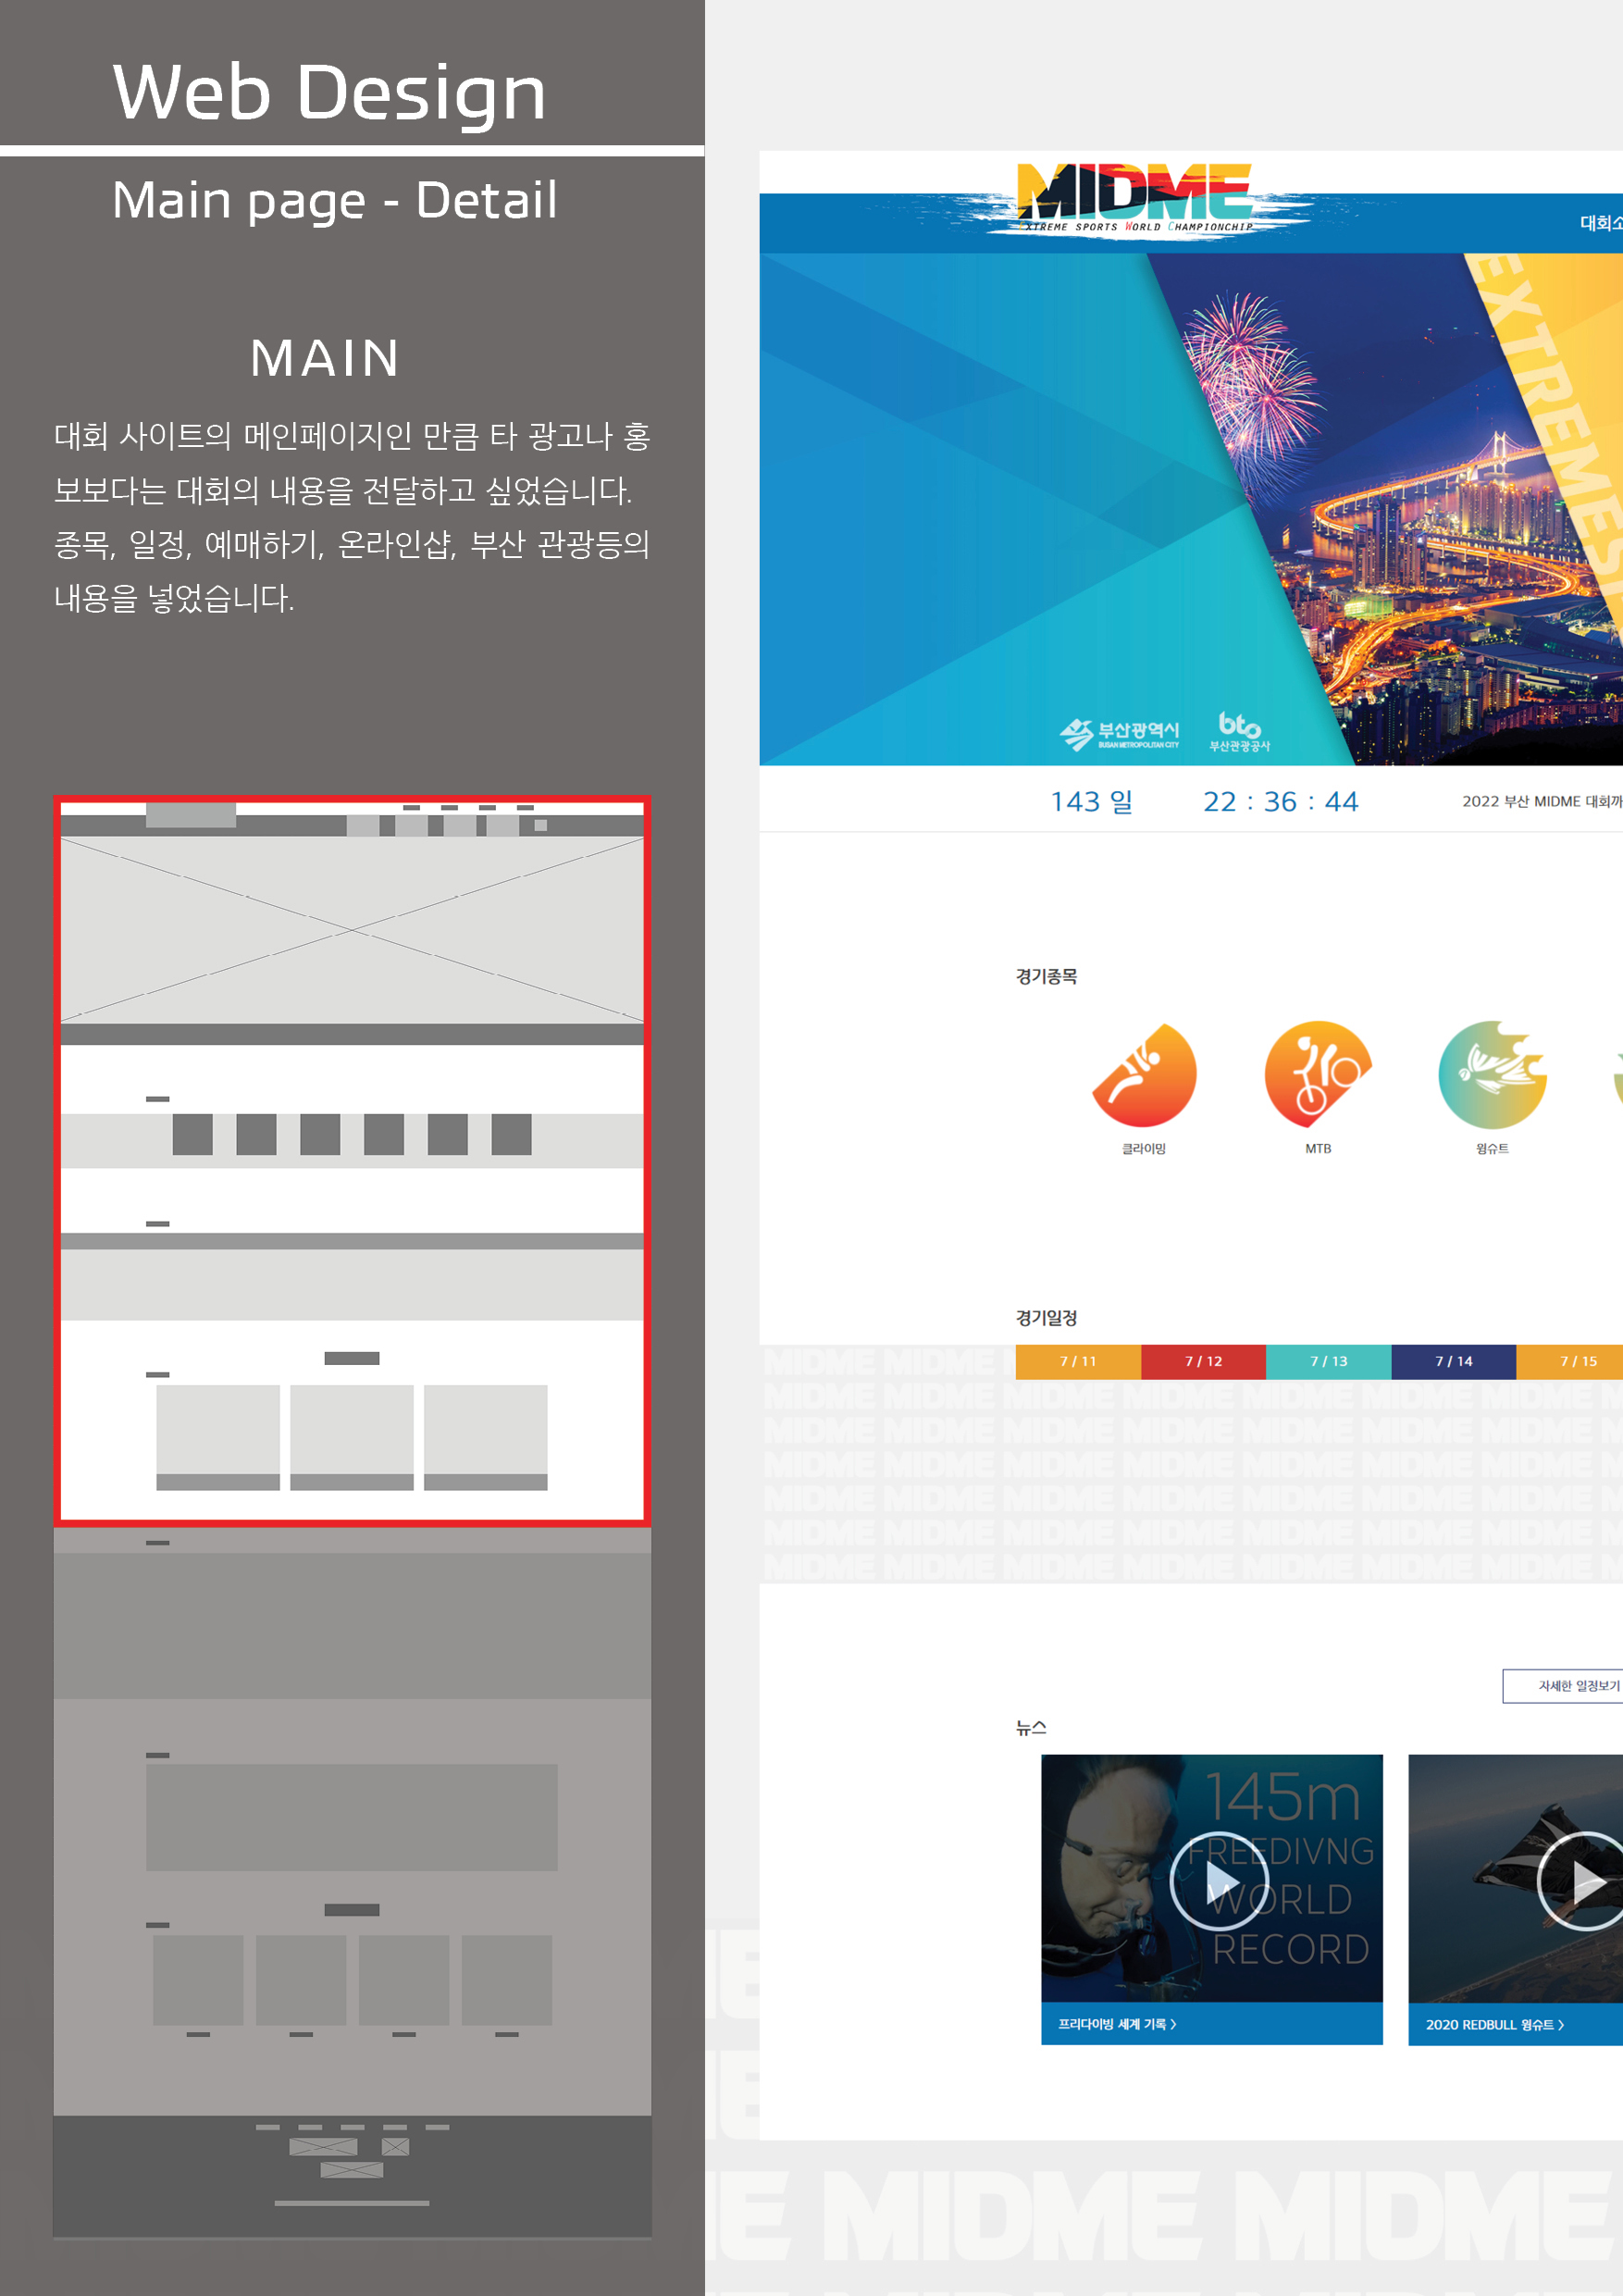 Web Design
Main page - Detail
MAIN
대회 사이트의 메인페이지인 만큼 타 광고나 홍
보보다는 대회의 내용을 전달하고 싶었습니다.
종목, 일정, 예매하기, 온라인샵, 부산 관광등의
내용을 넣었습니다.
MIDME
EXTREME SPORTS WORLD CHAMPIONCHIP
대회소
EXTREMES
부산광역시
BUSAN METROPOLITAN CITY
bto
부산관광공사
143 일 22 : 36 : 44 2022 부산 MIDME 대회까
경기종목
클라이밍 MTB 윙슈트
경기일정
7 / 11 7 / 12 7 / 13 7 / 14 7 / 15
자세한 일정보기
뉴스
145m
FREEDIVNG
WORLD
RECORD
프리다이빙 세계 기록 〉 2020 REDBULL 윙슈트 〉
MIDME MIDME